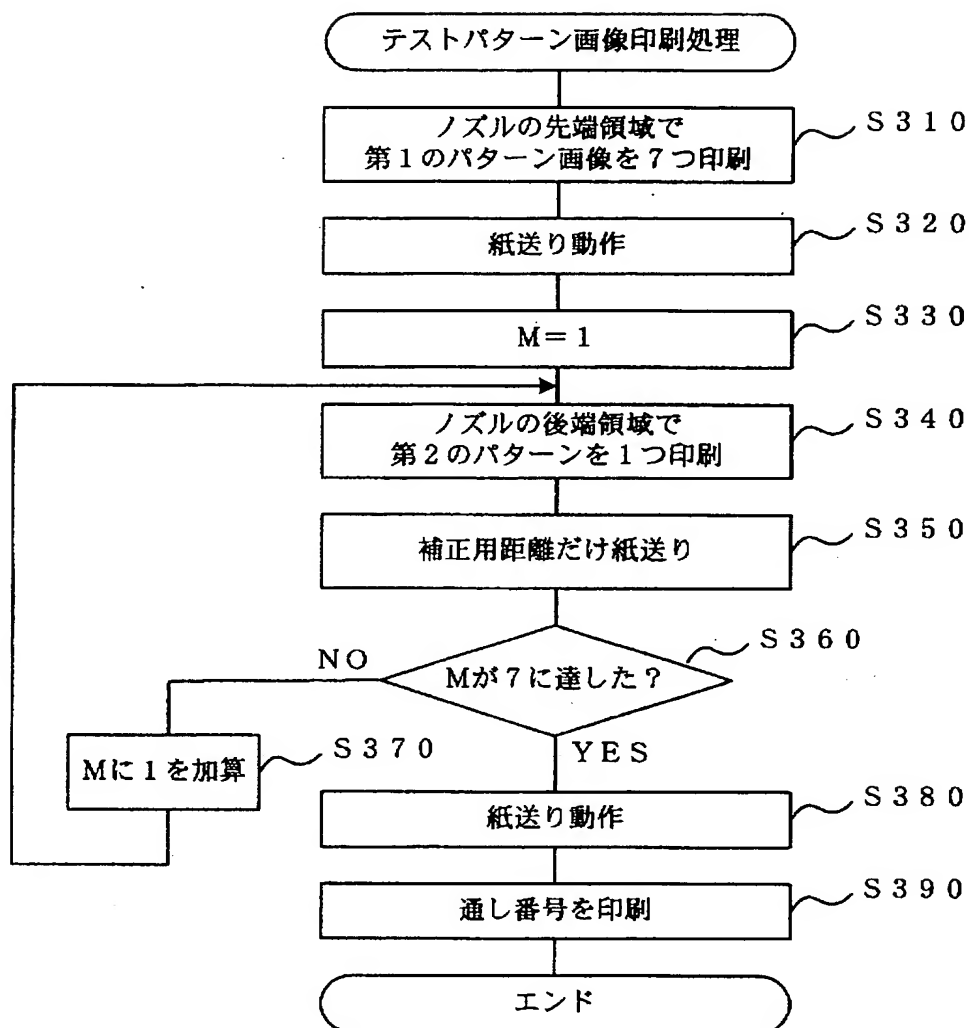 テストパターン画像印刷処理
ノズルの先端領域で
第1のパターン画像を7つ印刷
S310
紙送り動作
S320
M=1
S330
ノズルの後端領域で
第2のパターンを1つ印刷
S340
補正用距離だけ紙送り
S350
Mが7に達した?
S360
NO
YES
Mに1を加算
S370
紙送り動作
S380
通し番号を印刷
S390
エンド